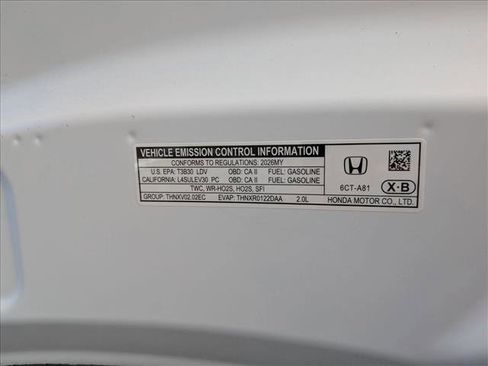 VEHICLE EMISSION CONTROL INFORMATION
CONFORMS TO REGULATIONS: 2026MY
U.S. EPA: T3B30 LDV OBD: CA II FUEL: GASOLINE
CALIFORNIA: L4SULEV30 PC OBD: CA II FUEL: GASOLINE
TWC, WR-HO2S, HO2S, SFI
GROUP: THNXV02.02EC EVAP: THNXR0122DAA 2.0L
6CT-A81
X-B
HONDA MOTOR CO., LTD.